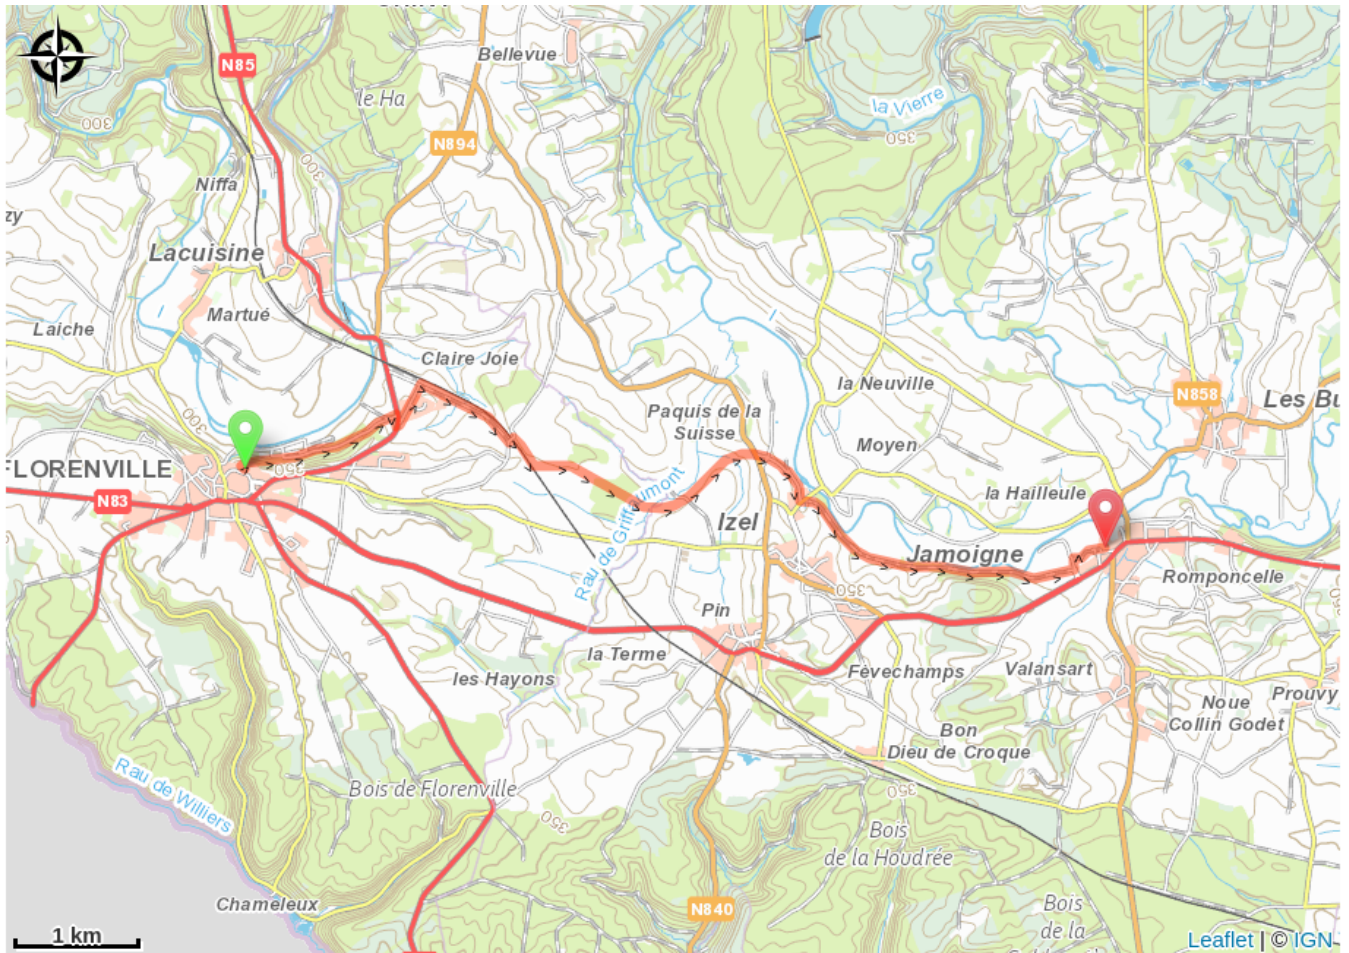 N85
Bellevue
le Ha
la Vierre
300
350
N894
300
Niffa
zy
Lacuisine
Martué
Laiche
Claire Joie
la Neuville
N858
Les Bu
Paquis de la
Suisse
300
Moyen
FLORENVILLE
350
la Hailleule
N83
Rau de Griffaumont
Izel
Jamoigne
Romponcelle
350
Pin
la Terme
les Hayons
Fèvechamps
Valansart
Prouvy
Noue
Collin Godet
Bon
Dieu de Croque
Rau de Williers
Bois de Florenville
350
350
Bois
de la Houdrée
Chameleux
N840
Bois
de la
1 km
Leaflet | © IGN